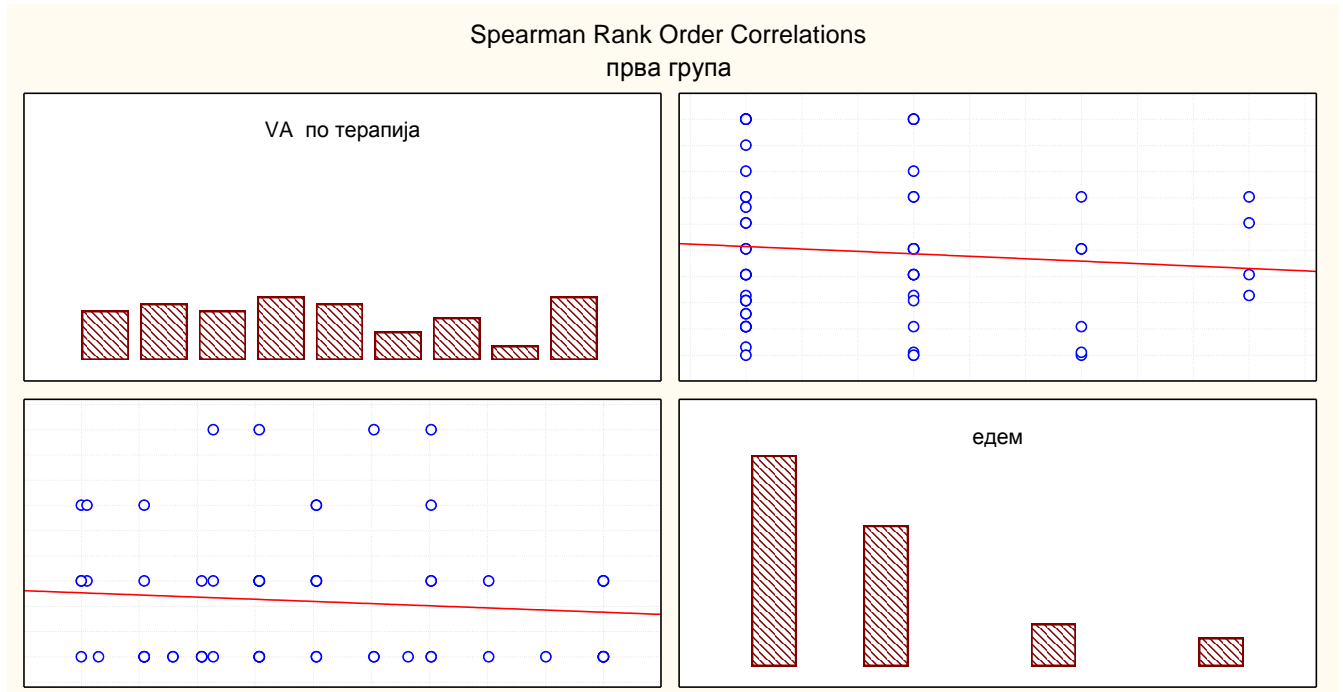 Spearman Rank Order Correlations
прва група
VA по терапија
едем